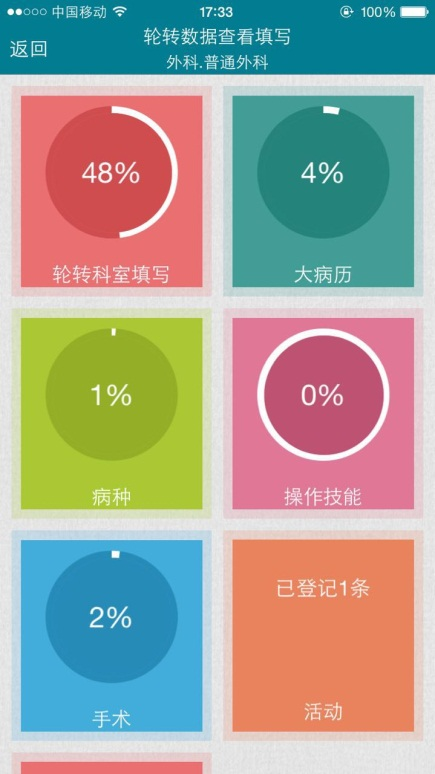 中国移动 17:33 100%
返回
轮转数据查看填写
外科.普通外科
48%
轮转科室填写
4%
大病历
1%
病种
0%
操作技能
2%
手术
已登记1条
活动